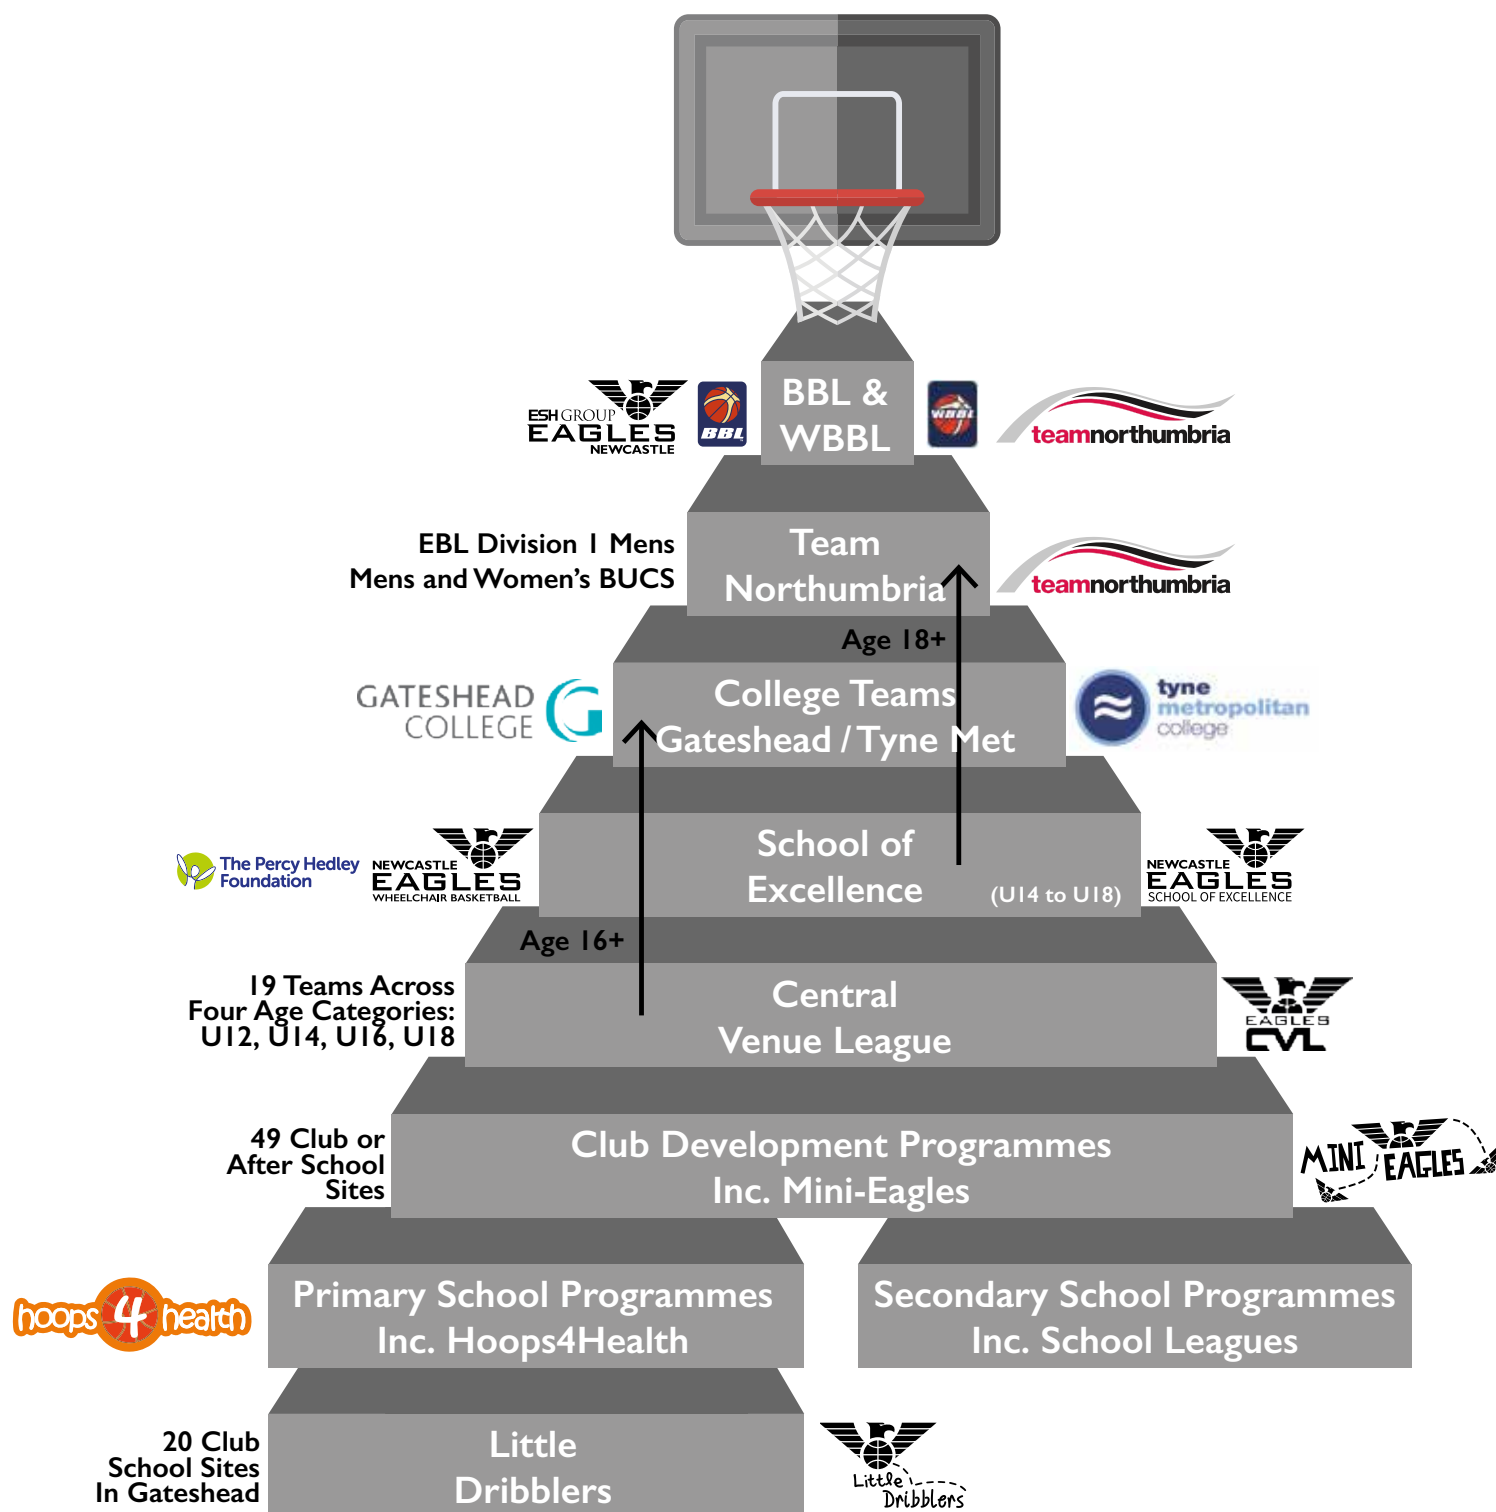 BBL &
WBBL
ESH GROUP
EAGLES
NEWCASTLE
BBL
WBBL
teamnorthumbria
EBL Division 1 Mens
Mens and Women's BUCS
Team
Northumbria
teamnorthumbria
Age 18+
GATESHEAD
COLLEGE
College Teams
Gateshead / Tyne Met
tyne
metropolitan
college
The Percy Hedley
Foundation
NEWCASTLE
EAGLES
WHEELCHAIR BASKETBALL
School of
Excellence
(U14 to U18)
NEWCASTLE
EAGLES
SCHOOL OF EXCELLENCE
Age 16+
19 Teams Across
Four Age Categories:
U12, U14, U16, U18
Central
Venue League
EAGLES
CVL
49 Club or
After School
Sites
Club Development Programmes
Inc. Mini-Eagles
MINI EAGLES
hoops 4 health
Primary School Programmes
Inc. Hoops4Health
Secondary School Programmes
Inc. School Leagues
20 Club
School Sites
In Gateshead
Little
Dribblers
Little
Dribblers